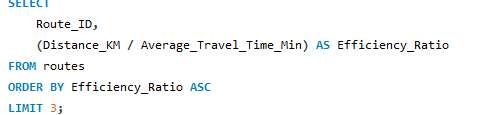 SELECT
Route_ID,
(Distance_KM / Average_Travel_Time_Min) AS Efficiency_Ratio
FROM routes
ORDER BY Efficiency_Ratio ASC
LIMIT 3;